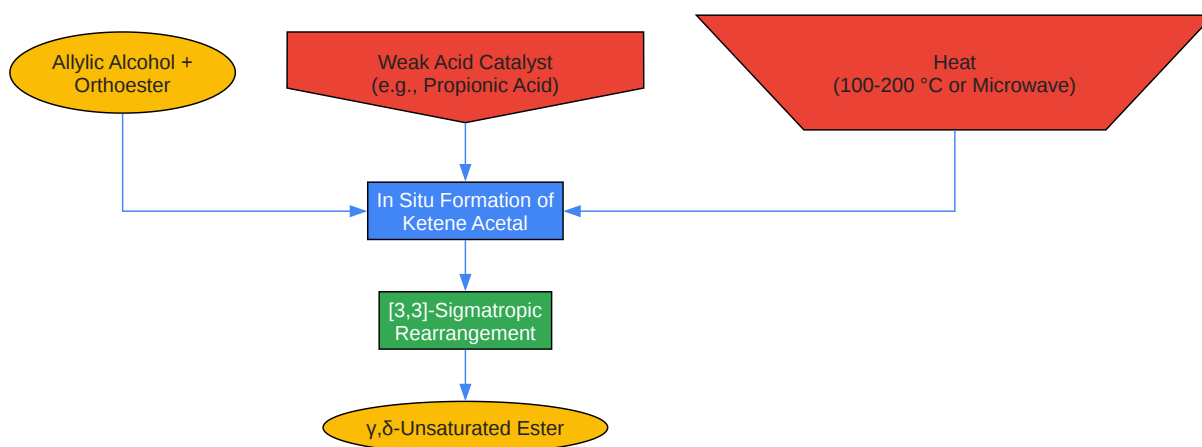 Allylic Alcohol +
Orthoester
Weak Acid Catalyst
(e.g., Propionic Acid)
Heat
(100-200 °C or Microwave)
In Situ Formation of
Ketene Acetal
[3,3]-Sigmatropic
Rearrangement
γ,δ-Unsaturated Ester